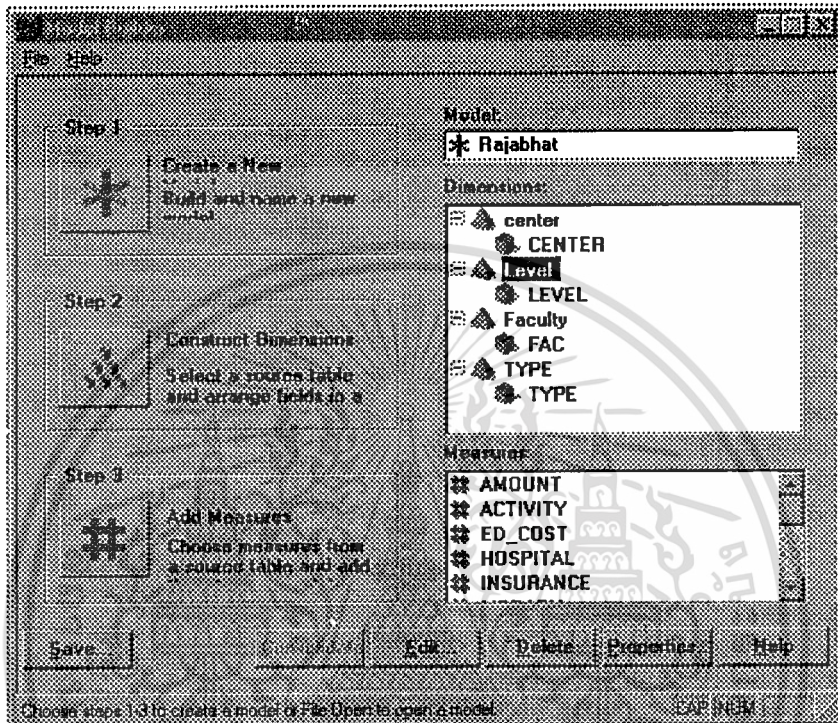 File Help
Step 1
Create a New
Build and name a new
model
Step 2
Construct Dimensions
Select a source table
and arrange fields in a
Step 3
Add Measures
Choose measures from
a source table and add
Model:
Rajabhat
Dimensions:
center
CENTER
Level
LEVEL
Faculty
FAC
TYPE
TYPE
Measures:
AMOUNT
ACTIVITY
ED_COST
HOSPITAL
INSURANCE
Save... Edit... Delete Properties... Help
Choose steps 1-3 to create a model or File Open to open a model. CAP NUM